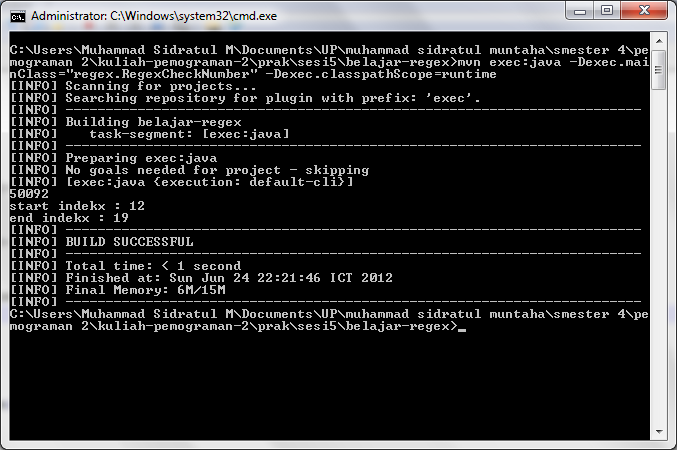 Administrator: C:\Windows\system32\cmd.exe
C:\Users\Muhammad Sidratul M\Documents\UP\muhammad sidratul muntaha\smester 4\pe
mograman 2\kuliah-pemograman-2\prak\sesi5\belajar-regex>mvn exec:java -Dexec.mai
nClass="regex.RegexCheckNumber" -Dexec.classpathScope=runtime
[INFO] Scanning for projects...
[INFO] Searching repository for plugin with prefix: 'exec'.
[INFO] ------------------------------------------------------------------------
[INFO] Building belajar-regex
[INFO]    task-segment: [exec:java]
[INFO] ------------------------------------------------------------------------
[INFO] Preparing exec:java
[INFO] No goals needed for project - skipping
[INFO] [exec:java {execution: default-cli}]
50092
start indekx : 12
end indekx : 19
[INFO] ------------------------------------------------------------------------
[INFO] BUILD SUCCESSFUL
[INFO] ------------------------------------------------------------------------
[INFO] Total time: < 1 second
[INFO] Finished at: Sun Jun 24 22:21:46 ICT 2012
[INFO] Final Memory: 6M/15M
[INFO] ------------------------------------------------------------------------
C:\Users\Muhammad Sidratul M\Documents\UP\muhammad sidratul muntaha\smester 4\pe
mograman 2\kuliah-pemograman-2\prak\sesi5\belajar-regex>_